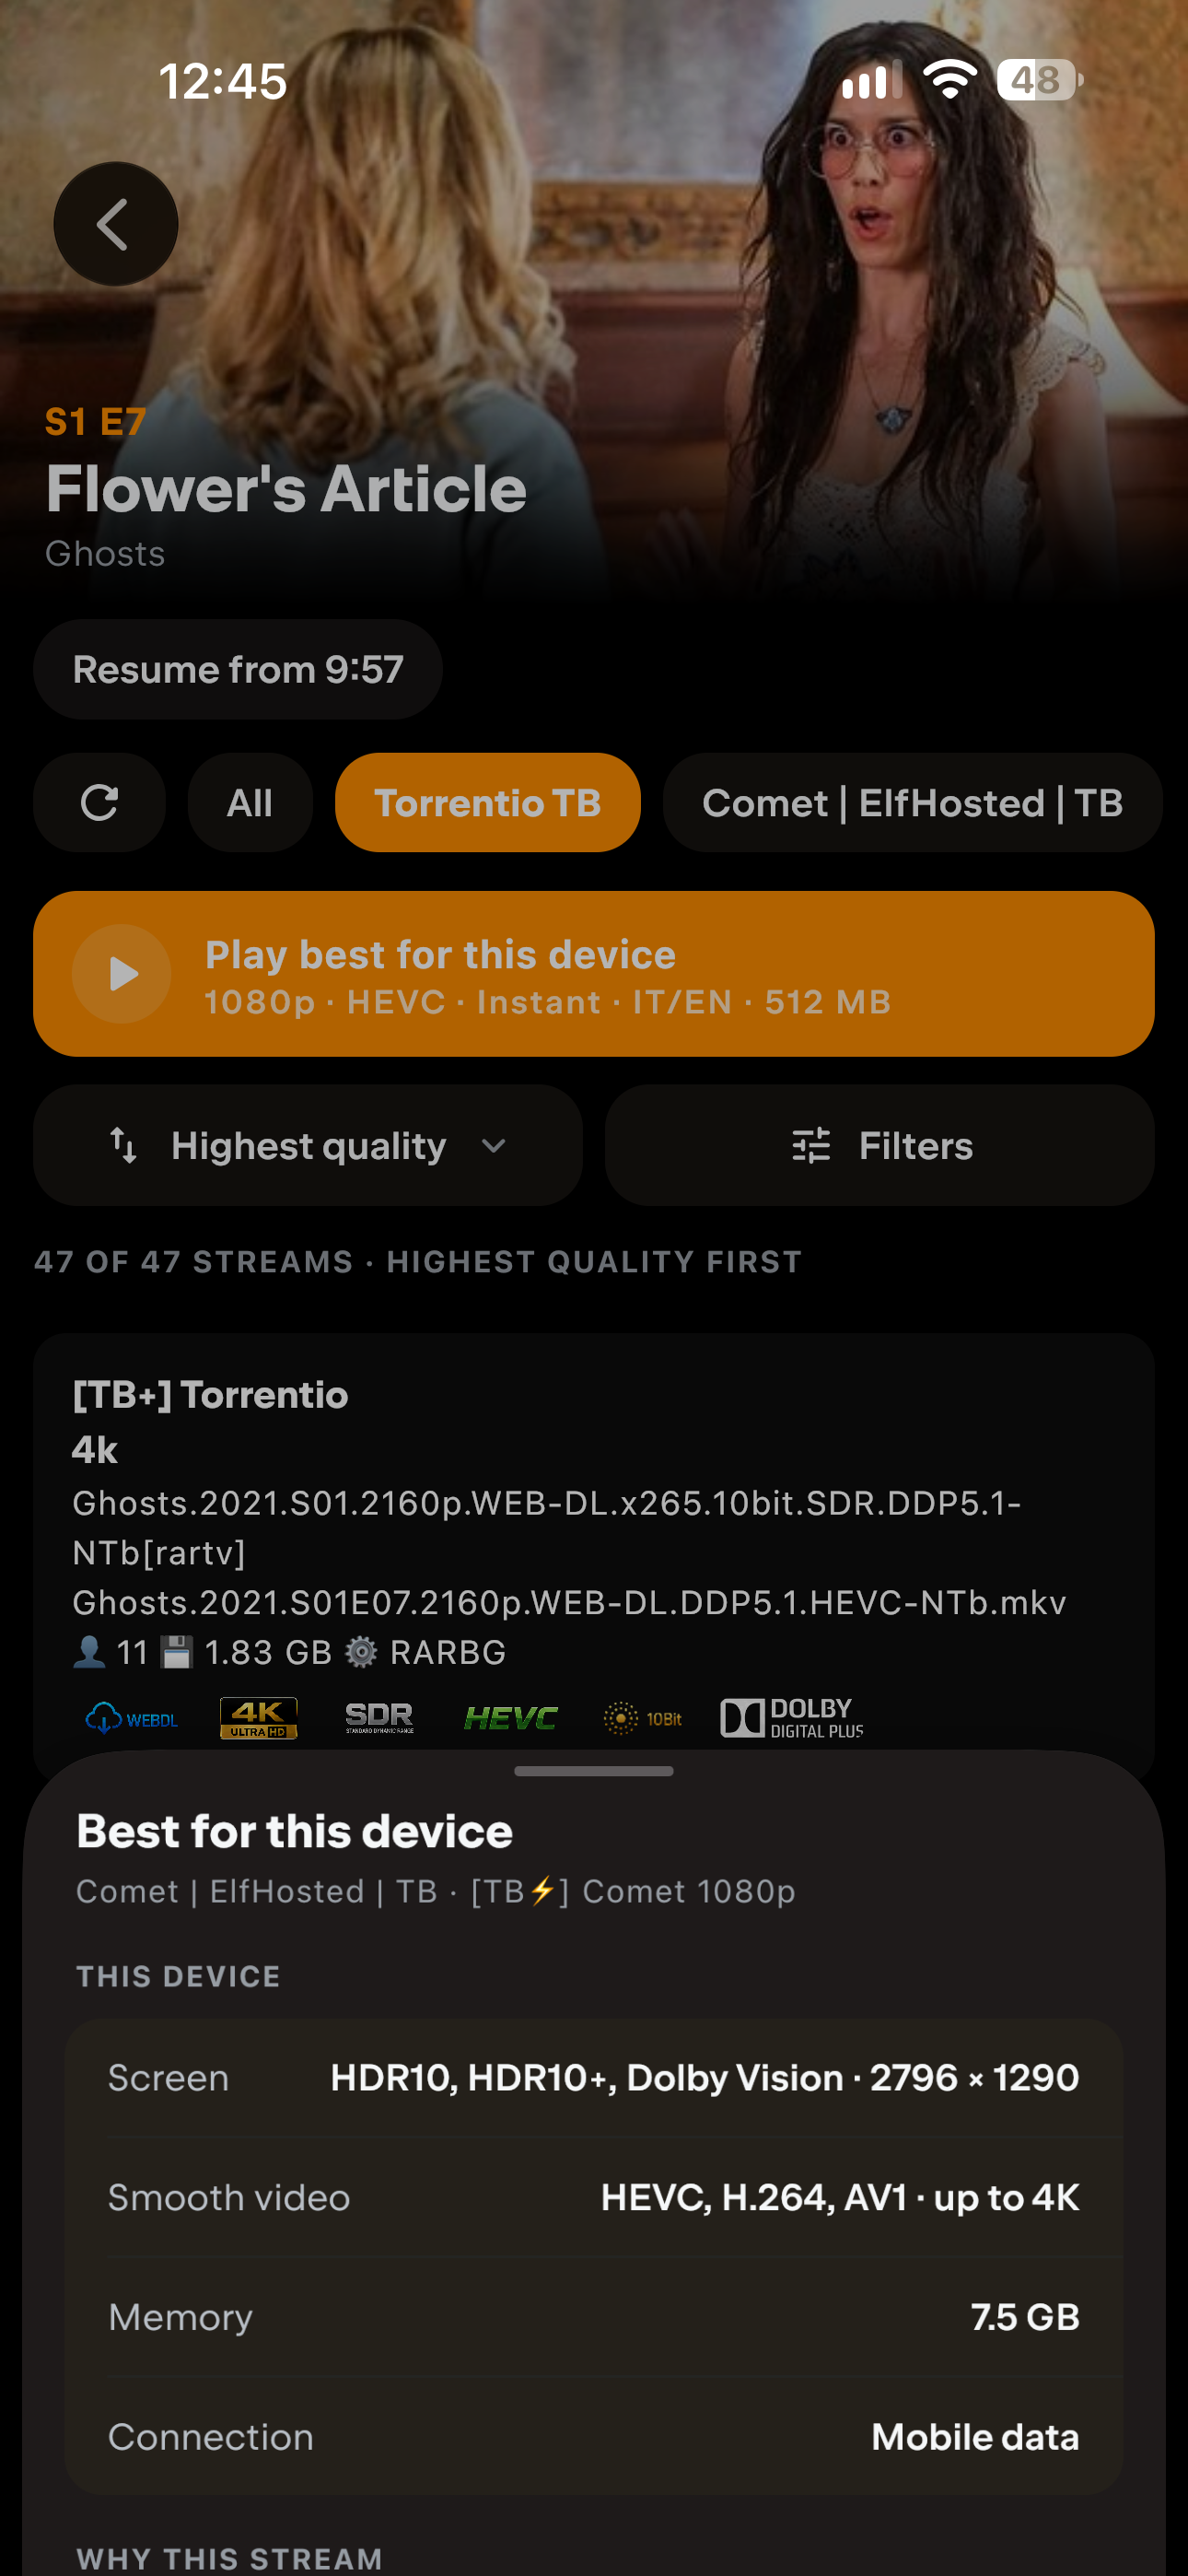 12:45
48
S1 E7
Flower's Article
Ghosts
Resume from 9:57
All
Torrentio TB
Comet | ElfHosted | TB
Play best for this device
1080p · HEVC · Instant · IT/EN · 512 MB
Highest quality
Filters
47 OF 47 STREAMS · HIGHEST QUALITY FIRST
[TB+] Torrentio
4k
Ghosts.2021.S01.2160p.WEB-DL.x265.10bit.SDR.DDP5.1-
NTb[rartv]
Ghosts.2021.S01E07.2160p.WEB-DL.DDP5.1.HEVC-NTb.mkv
👤 11 💾 1.83 GB ⚙️ RARBG
WEBDL
4K ULTRA HD
SDR STANDARD DYNAMIC RANGE
HEVC
10Bit
DOLBY DIGITAL PLUS
Best for this device
Comet | ElfHosted | TB · [TB⚡] Comet 1080p
THIS DEVICE
Screen HDR10, HDR10+, Dolby Vision · 2796 × 1290
Smooth video HEVC, H.264, AV1 · up to 4K
Memory 7.5 GB
Connection Mobile data
WHY THIS STREAM